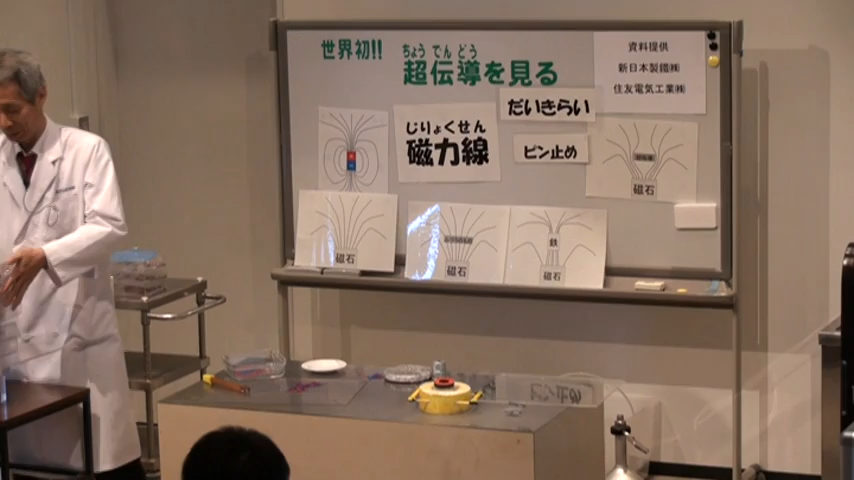 世界初!!
ちょう でん どう
超伝導を見る
資料提供
新日本製鐵㈱
住友電気工業㈱
だいきらい
じりょくせん
磁力線
ピン止め
磁石
磁石
磁石
鉄
磁石